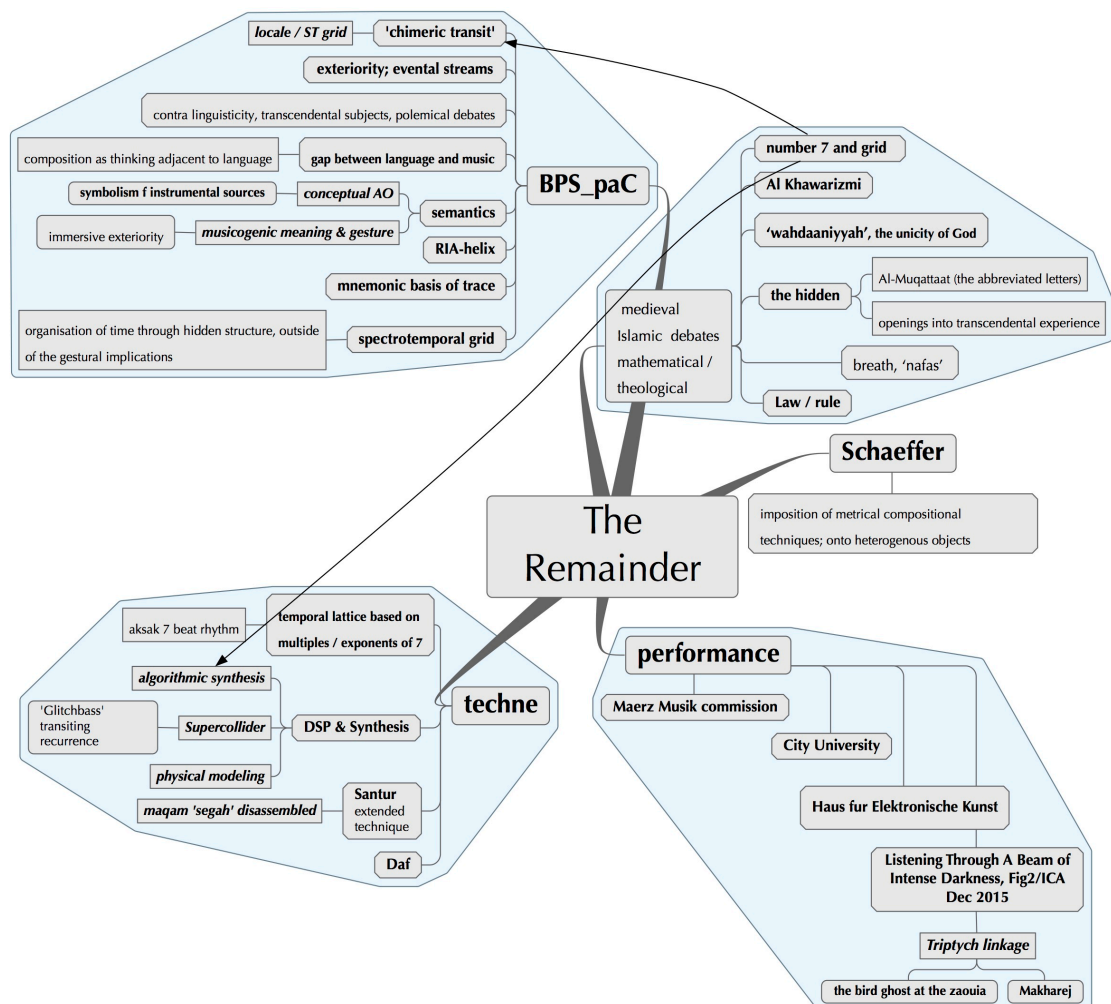 locale / ST grid
'chimeric transit'
exteriority; evental streams
contra linguisticity, transcendental subjects, polemical debates
composition as thinking adjacent to language
gap between language and music
BPS_paC
symbolism f instrumental sources
conceptual AO
semantics
immersive exteriority
musicogenic meaning & gesture
RIA-helix
mnemonic basis of trace
organisation of time through hidden structure, outside
of the gestural implications
spectrotemporal grid
number 7 and grid
Al Khawarizmi
‘wahdaaniyyah’, the unicity of God
the hidden
Al-Muqattaat (the abbreviated letters)
openings into transcendental experience
medieval
Islamic debates
mathematical /
theological
breath, ‘nafas’
Law / rule
Schaeffer
imposition of metrical compositional
techniques; onto heterogenous objects
The
Remainder
aksak 7 beat rhythm
temporal lattice based on
multiples / exponents of 7
algorithmic synthesis
techne
'Glitchbass'
transiting
recurrence
Supercollider
DSP & Synthesis
physical modeling
maqam 'segah' disassembled
Santur
extended
technique
Daf
performance
Maerz Musik commission
City University
Haus fur Elektronische Kunst
Listening Through A Beam of
Intense Darkness, Fig2/ICA
Dec 2015
Triptych linkage
the bird ghost at the zaouia
Makharej